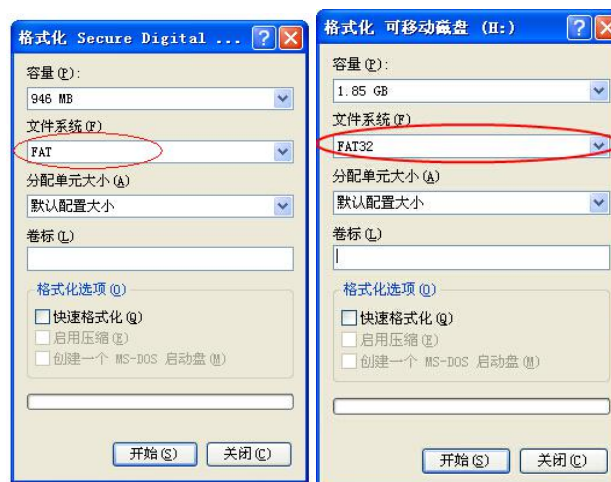 格式化 Secure Digital ...
容量(P):
946 MB
文件系统(F)
FAT
分配单元大小(A)
默认配置大小
卷标(L)
格式化选项(O)
快速格式化(Q)
启用压缩(E)
创建一个 MS-DOS 启动盘(M)
开始(S)
关闭(C)
格式化 可移动磁盘 (H:)
容量(P):
1.85 GB
文件系统(F)
FAT32
分配单元大小(A)
默认配置大小
卷标(L)
格式化选项(O)
快速格式化(Q)
启用压缩(E)
创建一个 MS-DOS 启动盘(M)
开始(S)
关闭(C)